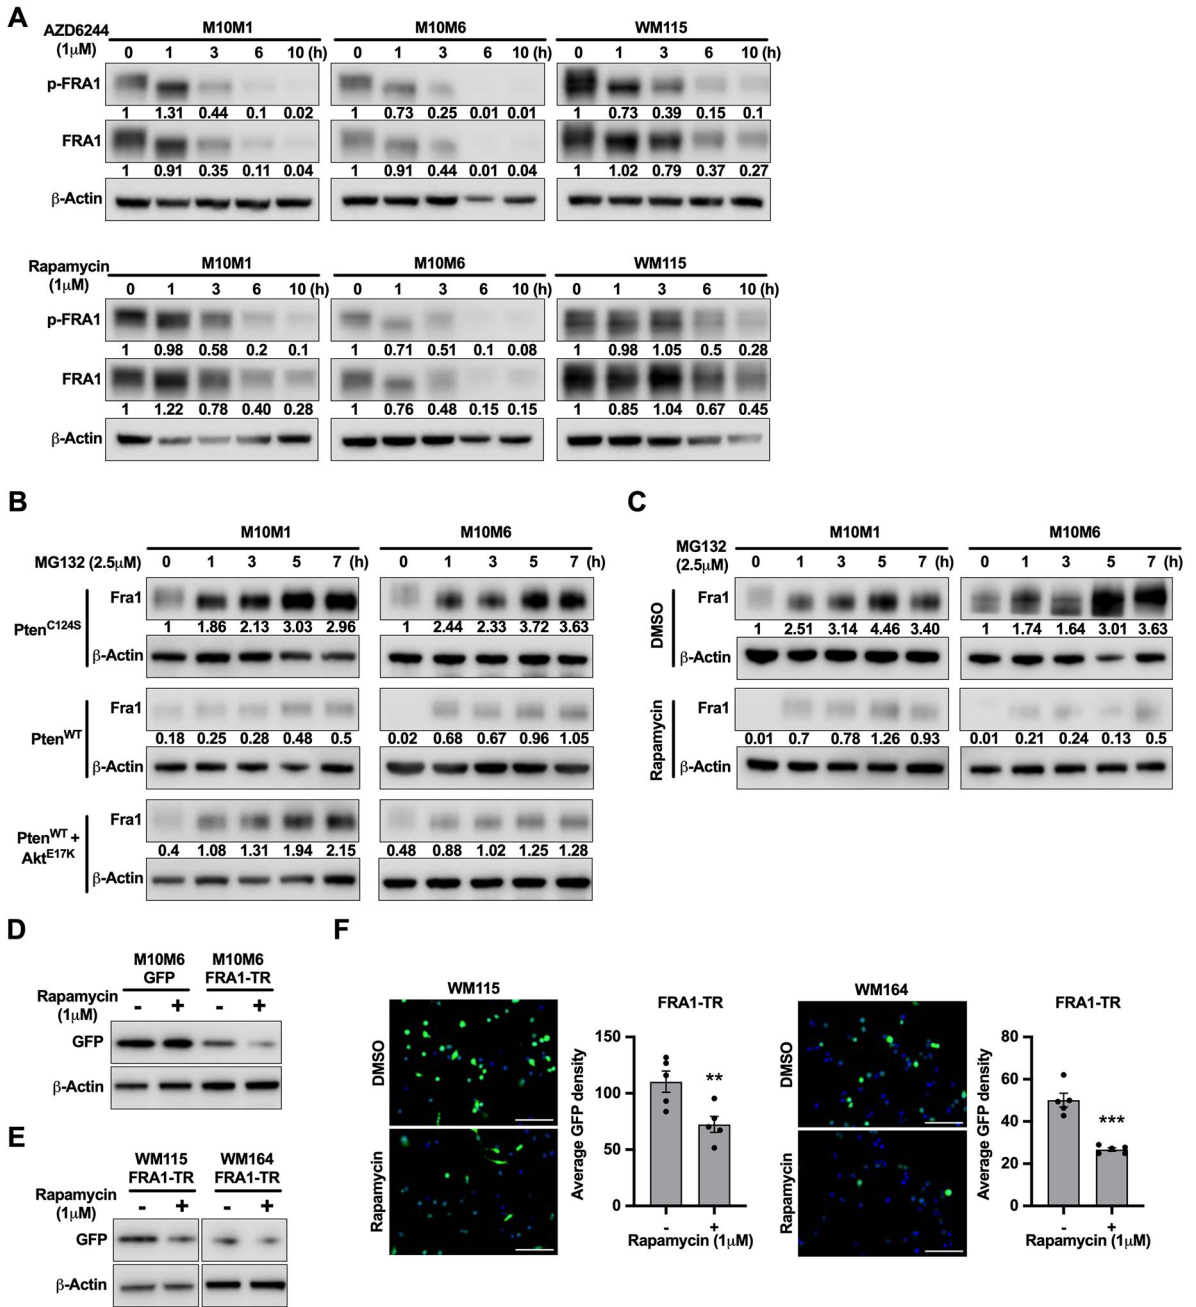 A
AZD6244
(1μM)
M10M1 M10M6 WM115
0 1 3 6 10 (h) 0 1 3 6 10 (h) 0 1 3 6 10 (h)
p-FRA1
1 1.31 0.44 0.1 0.02 1 0.73 0.25 0.01 0.01 1 0.73 0.39 0.15 0.1
FRA1
1 0.91 0.35 0.11 0.04 1 0.91 0.44 0.01 0.04 1 1.02 0.79 0.37 0.27
β-Actin
Rapamycin
(1μM)
M10M1 M10M6 WM115
0 1 3 6 10 (h) 0 1 3 6 10 (h) 0 1 3 6 10 (h)
p-FRA1
1 0.98 0.58 0.2 0.1 1 0.71 0.51 0.1 0.08 1 0.98 1.05 0.5 0.28
FRA1
1 1.22 0.78 0.40 0.28 1 0.76 0.48 0.15 0.15 1 0.85 1.04 0.67 0.45
β-Actin
B
M10M1 M10M6
MG132 (2.5μM) 0 1 3 5 7 (h) 0 1 3 5 7 (h)
Pten^C124S
Fra1
1 1.86 2.13 3.03 2.96 1 2.44 2.33 3.72 3.63
β-Actin
Pten^WT
Fra1
0.18 0.25 0.28 0.48 0.5 0.02 0.68 0.67 0.96 1.05
β-Actin
Pten^WT +
Akt^E17K
Fra1
0.4 1.08 1.31 1.94 2.15 0.48 0.88 1.02 1.25 1.28
β-Actin
C
M10M1 M10M6
MG132
(2.5μM)
0 1 3 5 7 (h) 0 1 3 5 7 (h)
DMSO
Fra1
1 2.51 3.14 4.46 3.40 1 1.74 1.64 3.01 3.63
β-Actin
Rapamycin
Fra1
0.01 0.7 0.78 1.26 0.93 0.01 0.21 0.24 0.13 0.5
β-Actin
D
M10M6
GFP
M10M6
FRA1-TR
Rapamycin
(1μM)
- + - +
GFP
β-Actin
E
WM115
FRA1-TR
WM164
FRA1-TR
Rapamycin
(1μM)
- + - +
GFP
β-Actin
F
WM115
DMSO
Rapamycin
FRA1-TR
Average GFP density
150
100
50
0
**
- +
Rapamycin (1μM)
WM164
DMSO
Rapamycin
FRA1-TR
Average GFP density
80
60
40
20
0
***
- +
Rapamycin (1μM)